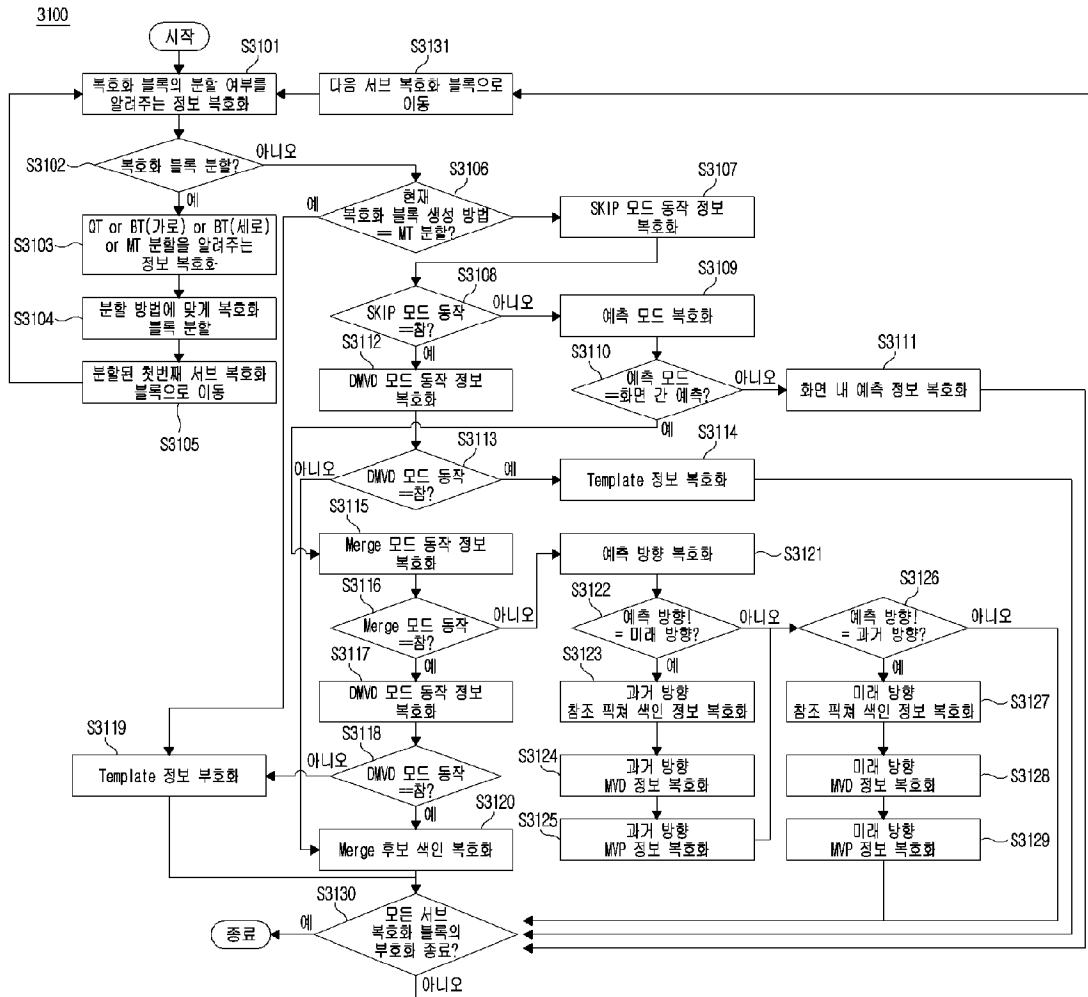 3100
시작
S3101
복호화 블록의 분할 여부를
알려주는 정보 복호화
S3131
다음 서브 복호화 블록으로
이동
S3102
복호화 블록 분할?
아니오
예
S3103
QT or BT(가로) or BT(세로)
or MT 분할을 알려주는
정보 복호화
S3104
분할 방법에 맞게 복호화
블록 분할
분할된 첫번째 서브 복호화
블록으로 이동
S3105
S3106
예
현재
복호화 블록 생성 방법
== MT 분할?
S3107
SKIP 모드 동작 정보
복호화
S3108
SKIP 모드 동작
==참?
아니오
예
S3109
예측 모드 복호화
S3110
예측 모드
==화면 간 예측?
아니오
예
S3111
화면 내 예측 정보 복호화
S3112
DMVD 모드 동작 정보
복호화
S3113
아니오
DMVD 모드 동작
==참?
예
S3114
Template 정보 복호화
S3115
Merge 모드 동작 정보
복호화
S3116
Merge 모드 동작
==참?
아니오
예
S3117
DMVD 모드 동작 정보
복호화
S3118
아니오
DMVD 모드 동작
==참?
예
S3119
Template 정보 부호화
S3120
Merge 후보 색인 복호화
예측 방향 복호화
S3121
S3122
예측 방향!
= 미래 방향?
아니오
예
S3123
과거 방향
참조 픽쳐 색인 정보 복호화
S3124
과거 방향
MVD 정보 복호화
S3125
과거 방향
MVP 정보 복호화
S3126
예측 방향!
= 과거 방향?
아니오
예
미래 방향
참조 픽쳐 색인 정보 복호화
S3127
미래 방향
MVD 정보 복호화
S3128
미래 방향
MVP 정보 복호화
S3129
S3130
모든 서브
복호화 블록의
부호화 종료?
예
종료
아니오